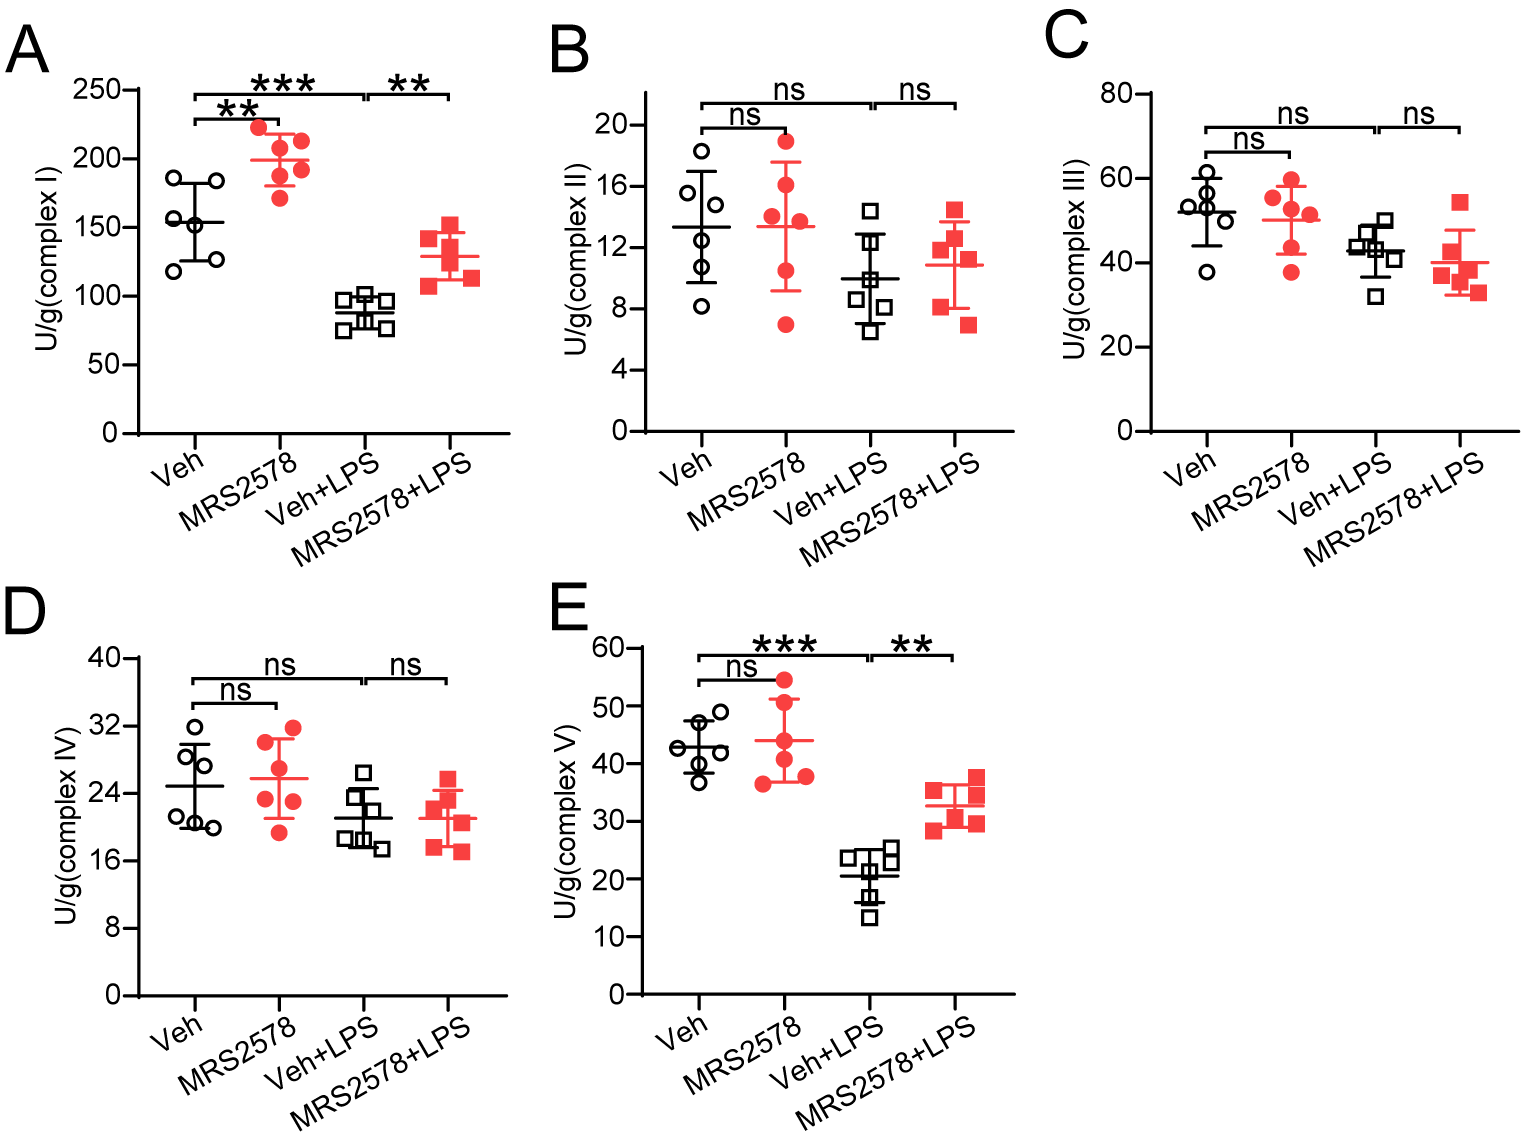 A
U/g(complex I)
250
200
150
100
50
0
***
**
**
Veh
MRS2578
Veh+LPS
MRS2578+LPS
B
U/g(complex II)
20
16
12
8
4
0
ns
ns
ns
Veh
MRS2578
Veh+LPS
MRS2578+LPS
C
U/g(complex III)
80
60
40
20
0
ns
ns
ns
Veh
MRS2578
Veh+LPS
MRS2578+LPS
D
U/g(complex IV)
40
32
24
16
8
0
ns
ns
ns
Veh
MRS2578
Veh+LPS
MRS2578+LPS
E
U/g(complex V)
60
50
40
30
20
10
0
***
**
ns
Veh
MRS2578
Veh+LPS
MRS2578+LPS